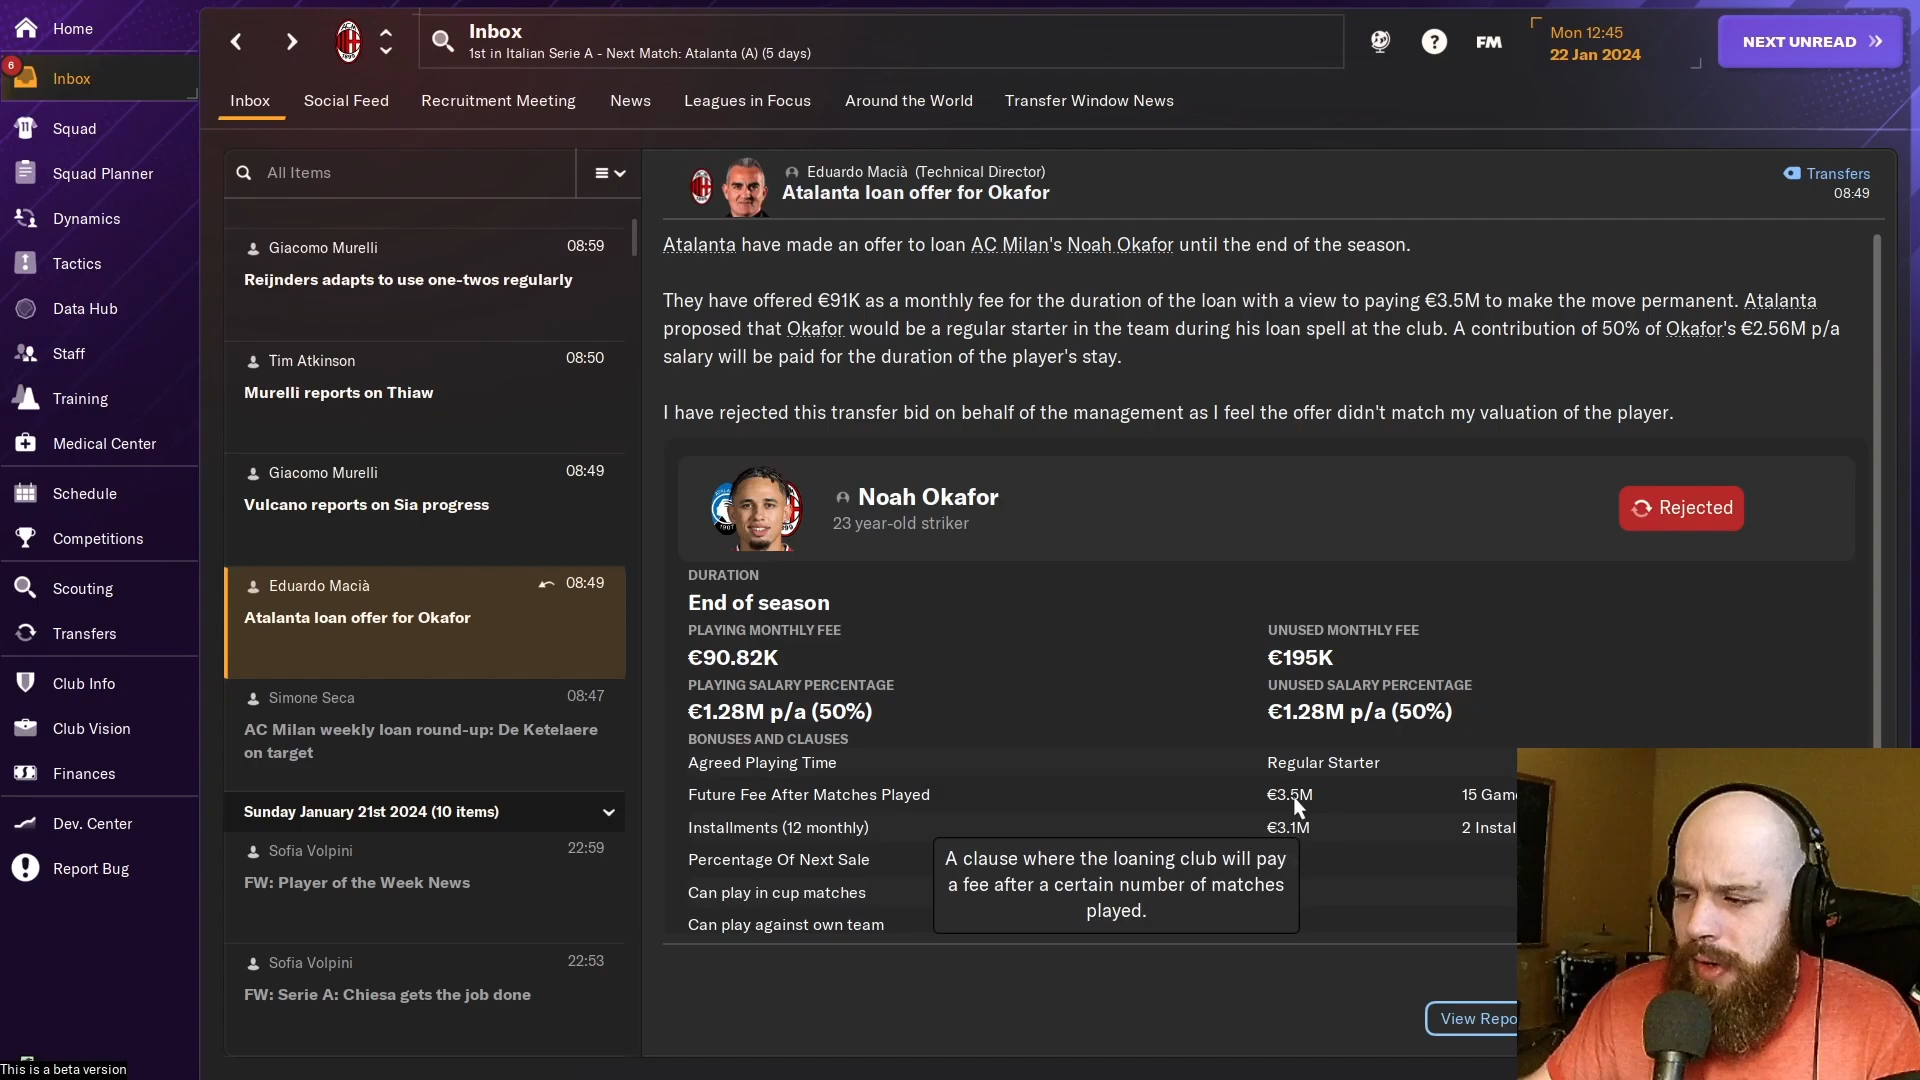 Home
Inbox
6
Squad
Squad Planner
Dynamics
Tactics
Data Hub
Staff
Training
Medical Center
Schedule
Competitions
Scouting
Transfers
Club Info
Club Vision
Finances
Dev. Center
Report Bug
This is a beta version
Inbox
1st in Italian Serie A - Next Match: Atalanta (A) (5 days)
?
FM
Mon 12:45
22 Jan 2024
NEXT UNREAD
Inbox
Social Feed
Recruitment Meeting
News
Leagues in Focus
Around the World
Transfer Window News
All Items
Giacomo Murelli 08:59
Reijnders adapts to use one-twos regularly
Tim Atkinson 08:50
Murelli reports on Thiaw
Giacomo Murelli 08:49
Vulcano reports on Sia progress
Eduardo Macià 08:49
Atalanta loan offer for Okafor
Simone Seca 08:47
AC Milan weekly loan round-up: De Ketelaere
on target
Sunday January 21st 2024 (10 items)
Sofia Volpini 22:59
FW: Player of the Week News
Sofia Volpini 22:53
FW: Serie A: Chiesa gets the job done
Eduardo Macià (Technical Director)
Atalanta loan offer for Okafor
Transfers
08:49
Atalanta have made an offer to loan AC Milan's Noah Okafor until the end of the season.
They have offered €91K as a monthly fee for the duration of the loan with a view to paying €3.5M to make the move permanent. Atalanta
proposed that Okafor would be a regular starter in the team during his loan spell at the club. A contribution of 50% of Okafor's €2.56M p/a
salary will be paid for the duration of the player's stay.
I have rejected this transfer bid on behalf of the management as I feel the offer didn't match my valuation of the player.
Noah Okafor
23 year-old striker
Rejected
DURATION
End of season
PLAYING MONTHLY FEE UNUSED MONTHLY FEE
€90.82K €195K
PLAYING SALARY PERCENTAGE UNUSED SALARY PERCENTAGE
€1.28M p/a (50%) €1.28M p/a (50%)
BONUSES AND CLAUSES
Agreed Playing Time Regular Starter
Future Fee After Matches Played €3.5M 15 Gam
Installments (12 monthly) €3.1M 2 Instal
Percentage Of Next Sale
Can play in cup matches
Can play against own team
A clause where the loaning club will pay
a fee after a certain number of matches
played.
View Repo